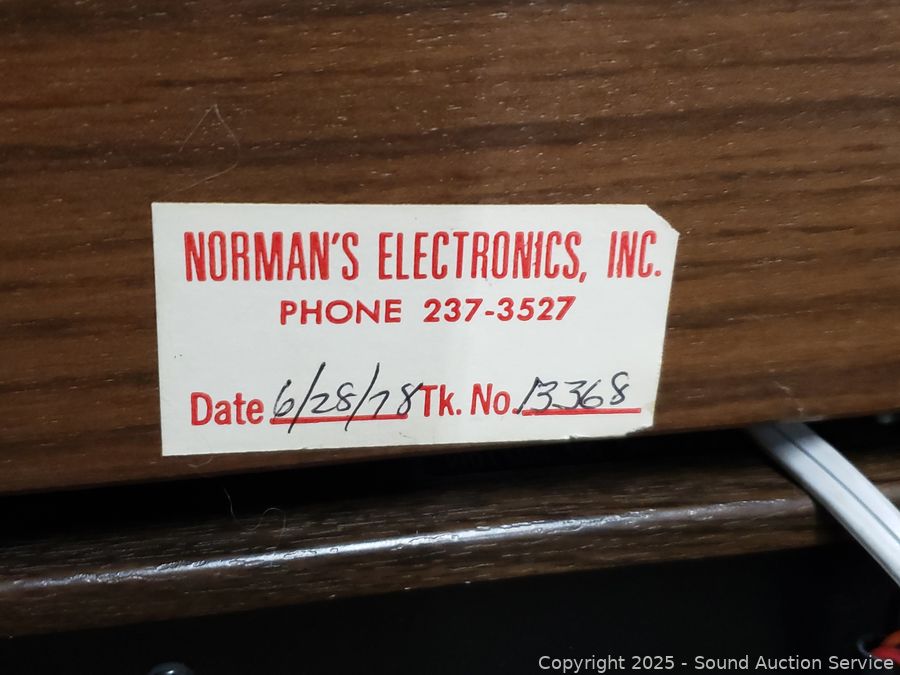 NORMAN'S ELECTRONICS, INC.
PHONE 237-3527
Date 6/28/78 Tk. No. 13368
Copyright 2025 - Sound Auction Service